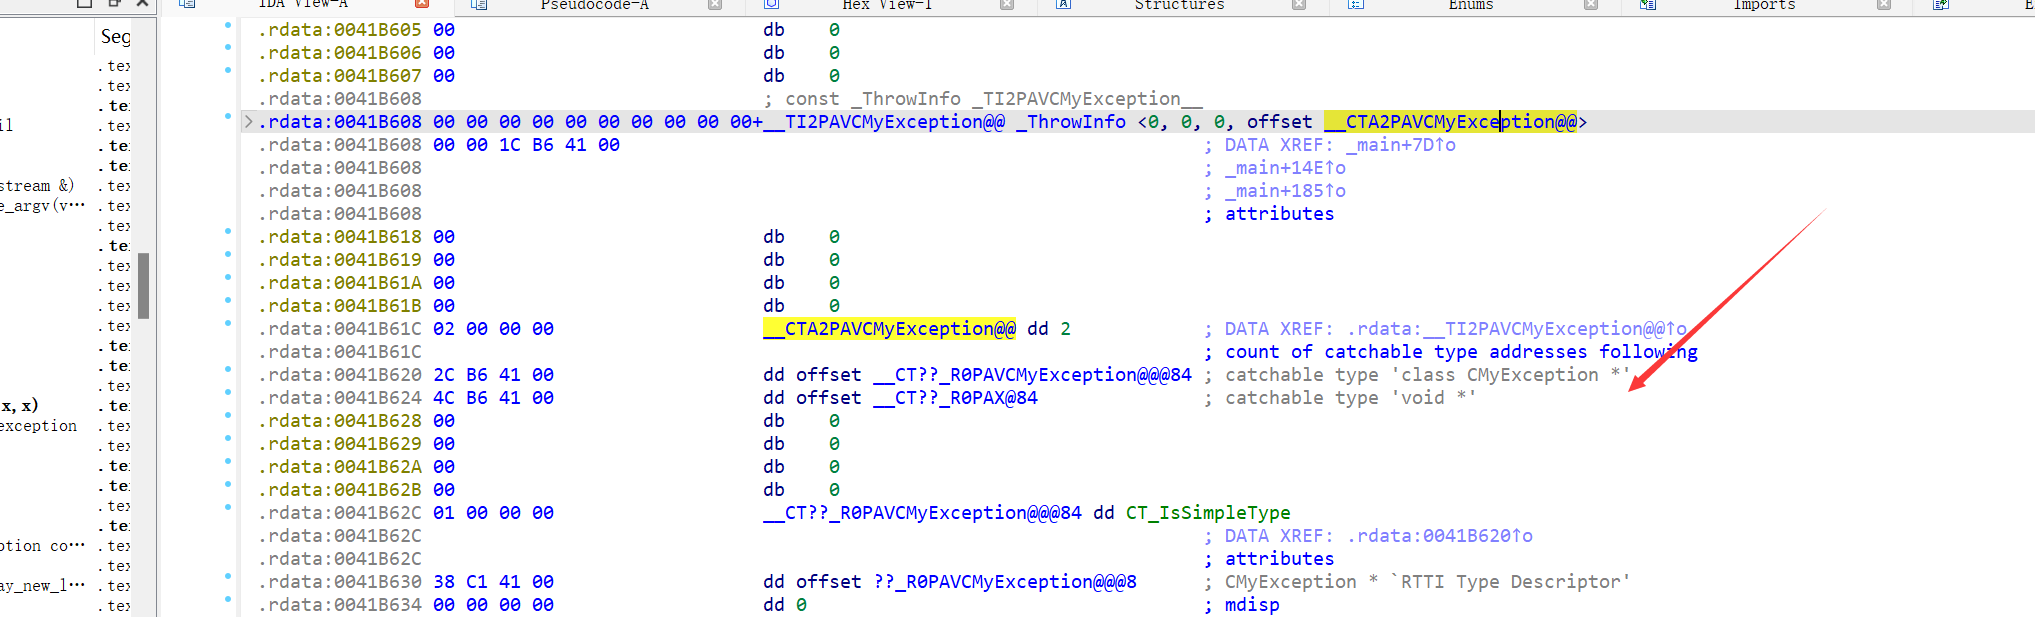 IDA View-A Pseudocode-A Hex View-1 Structures Enums Imports E
Seg
.rdata:0041B605 00 db 0
.rdata:0041B606 00 db 0
.rdata:0041B607 00 db 0
.rdata:0041B608 ; const _ThrowInfo _TI2PAVCMyException__
.rdata:0041B608 00 00 00 00 00 00 00 00 00 00+__TI2PAVCMyException@@ _ThrowInfo <0, 0, 0, offset __CTA2PAVCMyException@@>
.rdata:0041B608 00 00 1C B6 41 00 ; DATA XREF: _main+7D↑o
.rdata:0041B608 ; _main+14E↑o
.rdata:0041B608 ; _main+185↑o
.rdata:0041B608 ; attributes
.rdata:0041B618 00 db 0
.rdata:0041B619 00 db 0
.rdata:0041B61A 00 db 0
.rdata:0041B61B 00 db 0
.rdata:0041B61C 02 00 00 00 __CTA2PAVCMyException@@ dd 2 ; DATA XREF: .rdata:__TI2PAVCMyException@@↑o
.rdata:0041B61C ; count of catchable type addresses following
.rdata:0041B620 2C B6 41 00 dd offset __CT??_R0PAVCMyException@@@84 ; catchable type 'class CMyException *'
.rdata:0041B624 4C B6 41 00 dd offset __CT??_R0PAX@84 ; catchable type 'void *'
.rdata:0041B628 00 db 0
.rdata:0041B629 00 db 0
.rdata:0041B62A 00 db 0
.rdata:0041B62B 00 db 0
.rdata:0041B62C 01 00 00 00 __CT??_R0PAVCMyException@@@84 dd CT_IsSimpleType
.rdata:0041B62C ; DATA XREF: .rdata:0041B620↑o
.rdata:0041B62C ; attributes
.rdata:0041B630 38 C1 41 00 dd offset ??_R0PAVCMyException@@@8 ; CMyException * `RTTI Type Descriptor'
.rdata:0041B634 00 00 00 00 dd 0 ; mdisp
.tex
.tex
.te
il .tex
.te
.te
stream &) .tex
e_argv(v… .tex
.tex
.te
.tex
.tex
.tex
.tex
.te
.te
.tex
x, x) .te
exception .tex
.tex
.te
.te
.tex
.te
ption co… .tex
.tex
ay_new_l… .tex
.tex